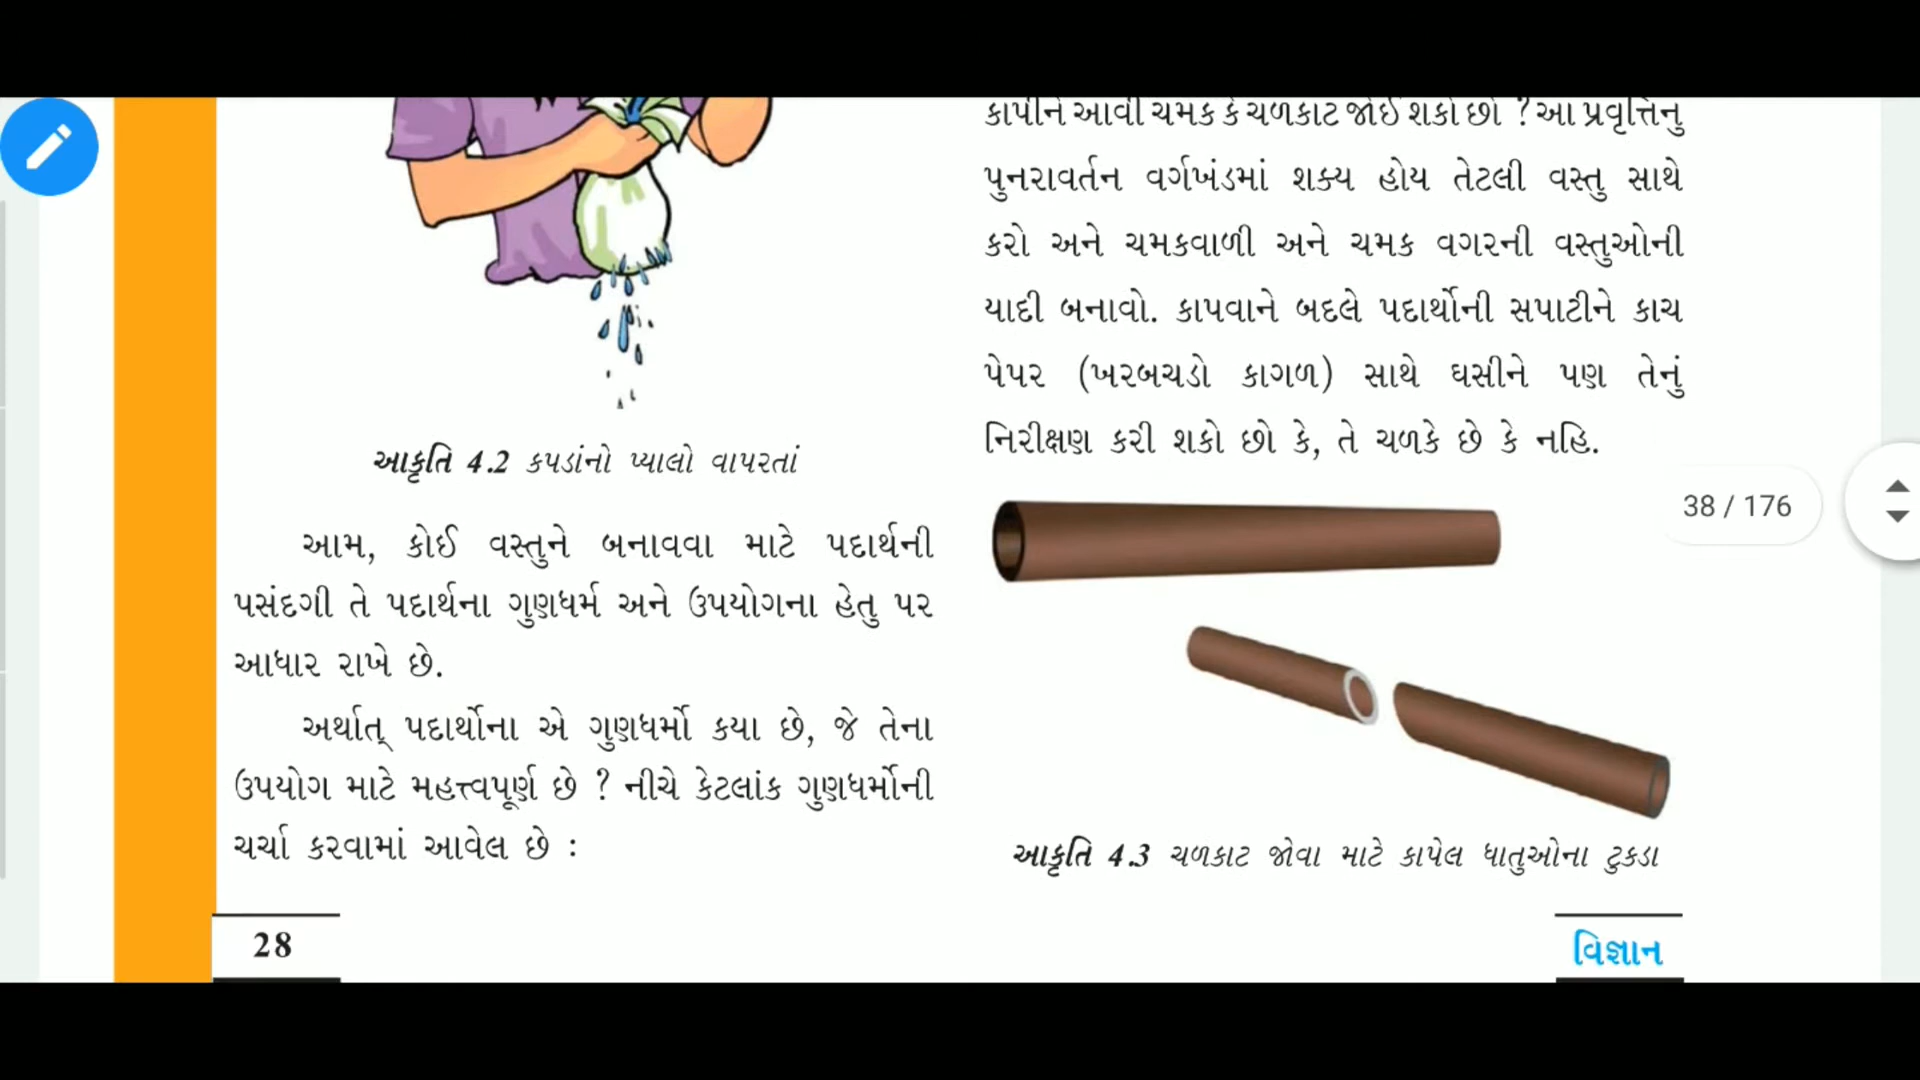 આકૃતિ 4.2 કપડાંનો પ્યાલો વાપરતાં
આમ, કોઈ વસ્તુને બનાવવા માટે પદાર્થની
પસંદગી તે પદાર્થના ગુણધર્મ અને ઉપયોગના હેતુ પર
આધાર રાખે છે.
અર્થાત્ પદાર્થોના એ ગુણધર્મો કયા છે, જે તેના
ઉપયોગ માટે મહત્ત્વપૂર્ણ છે ? નીચે કેટલાંક ગુણધર્મોની
ચર્ચા કરવામાં આવેલ છે :
કાપીને આવી ચમક કે ચળકાટ જોઈ શકો છો ? આ પ્રવૃત્તિનુ
પુનરાવર્તન વર્ગખંડમાં શક્ય હોય તેટલી વસ્તુ સાથે
કરો અને ચમકવાળી અને ચમક વગરની વસ્તુઓની
યાદી બનાવો. કાપવાને બદલે પદાર્થોની સપાટીને કાચ
પેપર (ખરબચડો કાગળ) સાથે ઘસીને પણ તેનું
નિરીક્ષણ કરી શકો છો કે, તે ચળકે છે કે નહિ.
38 / 176
આકૃતિ 4.3 ચળકાટ જોવા માટે કાપેલ ધાતુઓના ટુકડા
28
વિજ્ઞાન